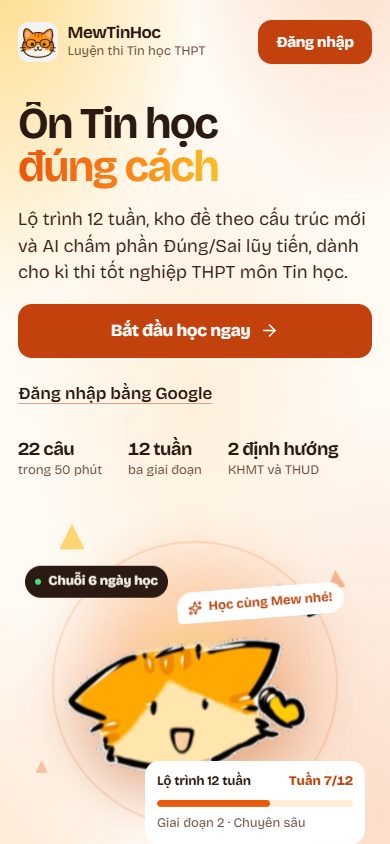 MewTinHoc
Luyện thi Tin học THPT
Đăng nhập
Ôn Tin học
đúng cách
Lộ trình 12 tuần, kho đề theo cấu trúc mới
và AI chấm phần Đúng/Sai lũy tiến, dành
cho kì thi tốt nghiệp THPT môn Tin học.
Bắt đầu học ngay →
Đăng nhập bằng Google
22 câu
trong 50 phút
12 tuần
ba giai đoạn
2 định hướng
KHMT và THUD
Chuỗi 6 ngày học
Học cùng Mew nhé!
Lộ trình 12 tuần
Tuần 7/12
Giai đoạn 2 · Chuyên sâu